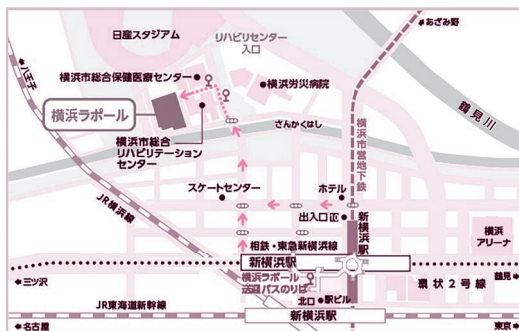 日産スタジアム
リハビリセンター
入口
あざみ野
八王子
横浜市総合保健医療センター
横浜労災病院
横浜ラポール
鶴見川
さんかくはし
横浜市総合
リハビリテーション
センター
横浜市営地下鉄
JR横浜線
スケートセンター
ホテル
出入口
新横浜駅
横浜
アリーナ
相鉄・東急新横浜線
新横浜駅
三ツ沢
横浜ラポール
送迎バスのりば
鶴見
環状2号線
北口
駅ビル
JR東海道新幹線
新横浜駅
名古屋
東京